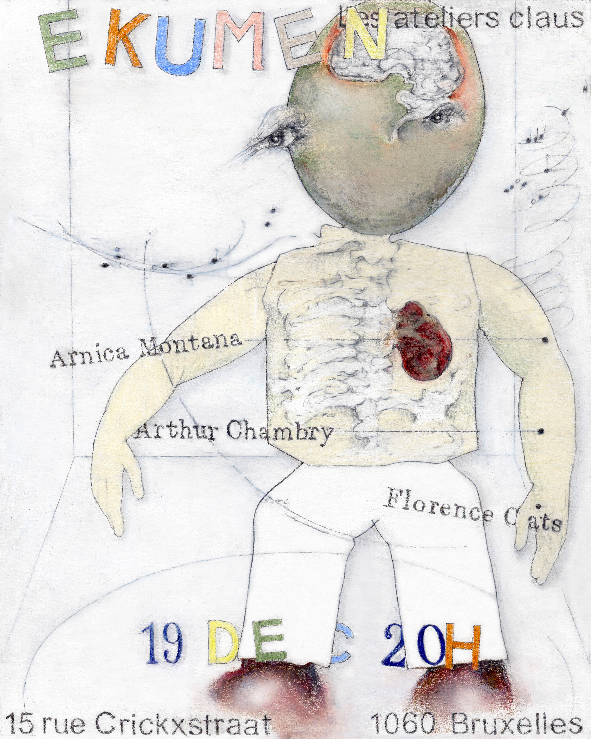 EKUMEN
Les ateliers claus
Arnica Montana
Arthur Chambry
Florence Cats
19 DEC 20H
15 rue Crickxstraat
1060 Bruxelles